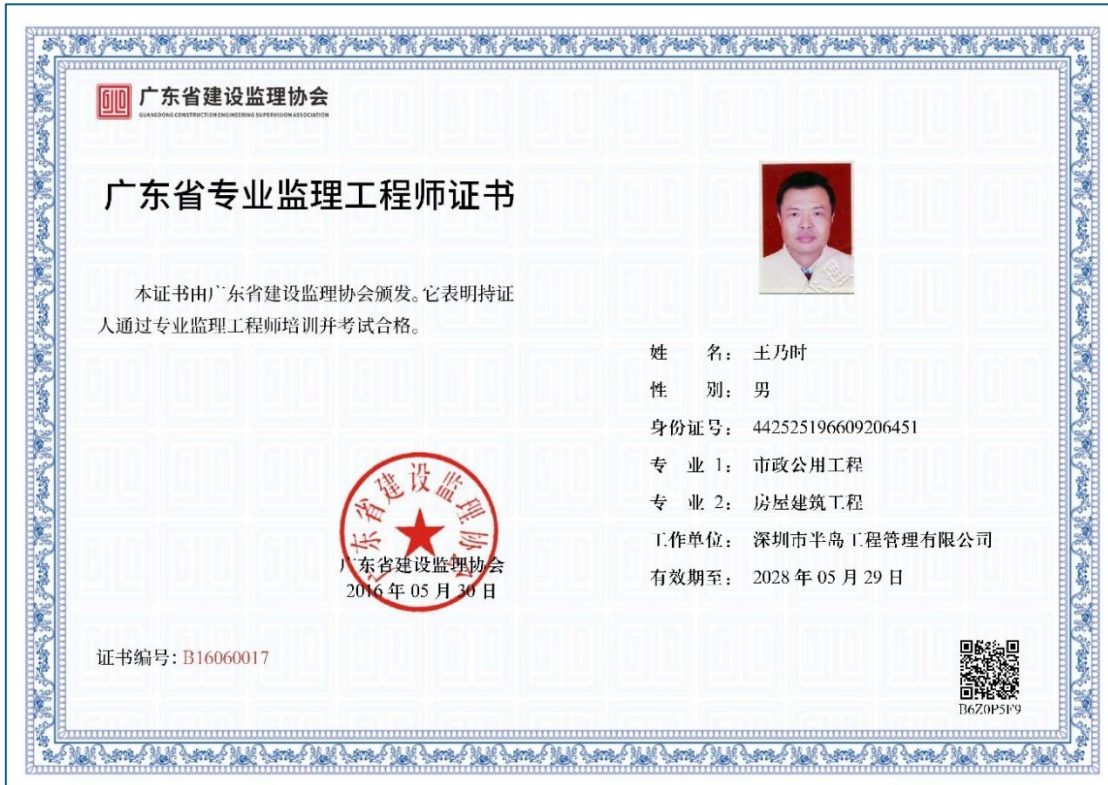 广东省建设监理协会
GUANGDONG CONSTRUCTION ENGINEERING SUPERVISION ASSOCIATION
广东省专业监理工程师证书
本证书由广东省建设监理协会颁发。它表明持证
人通过专业监理工程师培训并考试合格。
姓 名： 王乃时
性 别： 男
身份证号： 442525196609206451
专 业 1： 市政公用工程
专 业 2： 房屋建筑工程
工作单位： 深圳市半岛工程管理有限公司
有效期至： 2028 年 05 月 29 日
广东省建设监理协会
广东省建设监理协会
2016 年 05 月 30 日
证书编号：B16060017
B6Z0P5F9